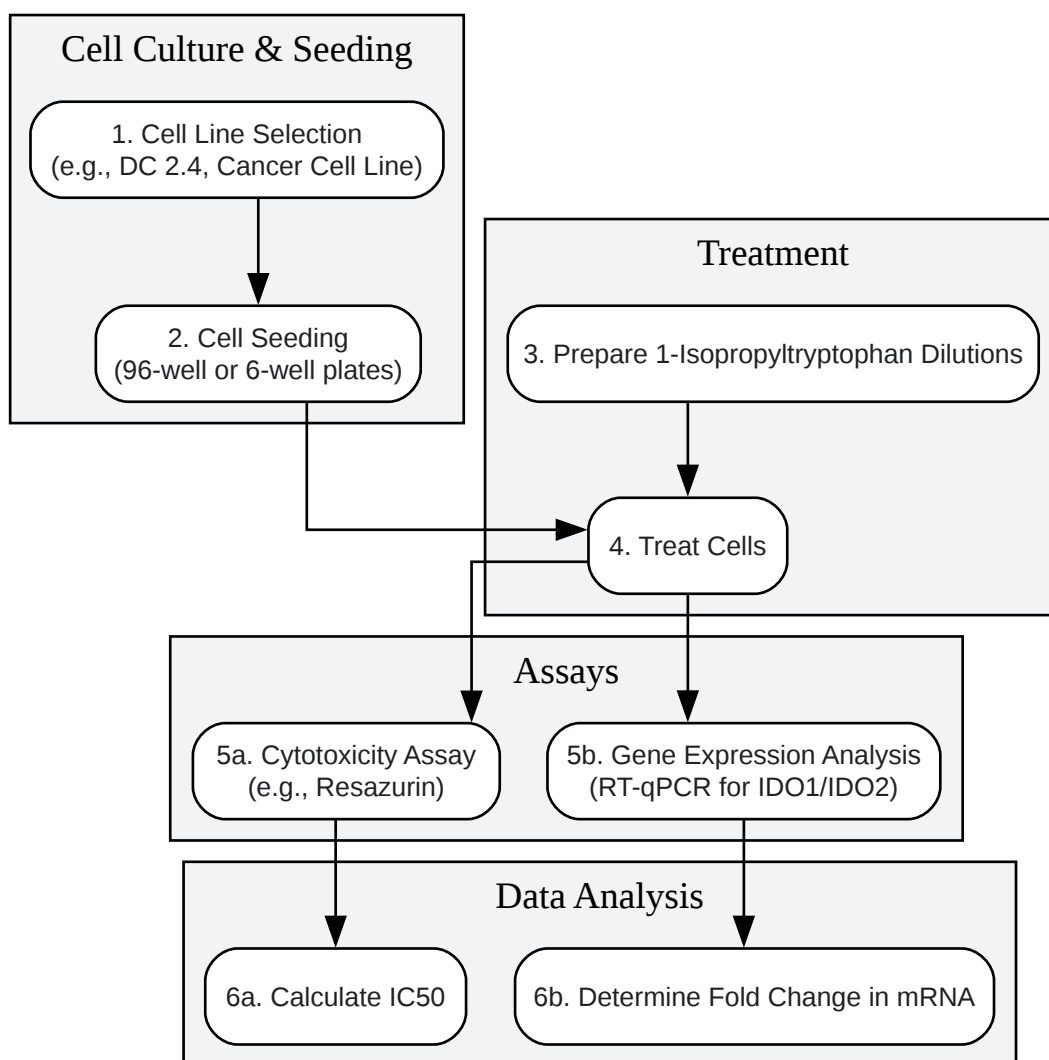 Cell Culture & Seeding
1. Cell Line Selection
(e.g., DC 2.4, Cancer Cell Line)
2. Cell Seeding
(96-well or 6-well plates)
Treatment
3. Prepare 1-Isopropyltryptophan Dilutions
4. Treat Cells
Assays
5a. Cytotoxicity Assay
(e.g., Resazurin)
5b. Gene Expression Analysis
(RT-qPCR for IDO1/IDO2)
Data Analysis
6a. Calculate IC50
6b. Determine Fold Change in mRNA